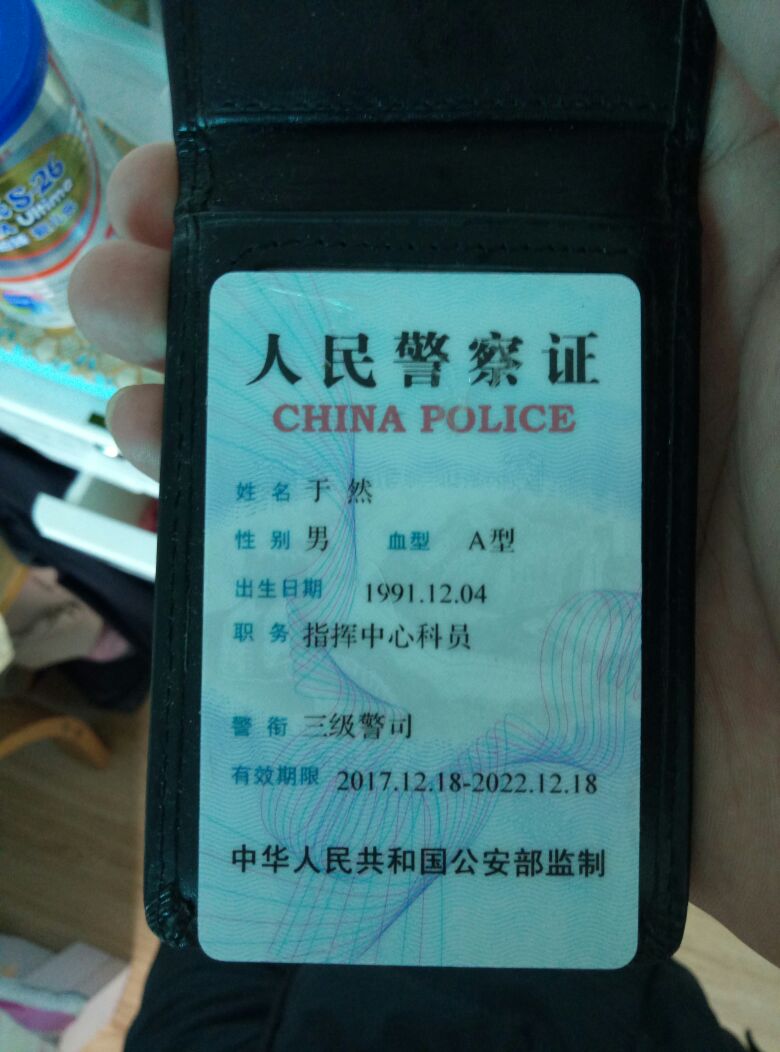 S-26
Ultima
人民警察证
CHINA POLICE
姓名 于然
性别 男 血型 A型
出生日期 1991.12.04
职务 指挥中心科员
警衔 三级警司
有效期限 2017.12.18-2022.12.18
中华人民共和国公安部监制